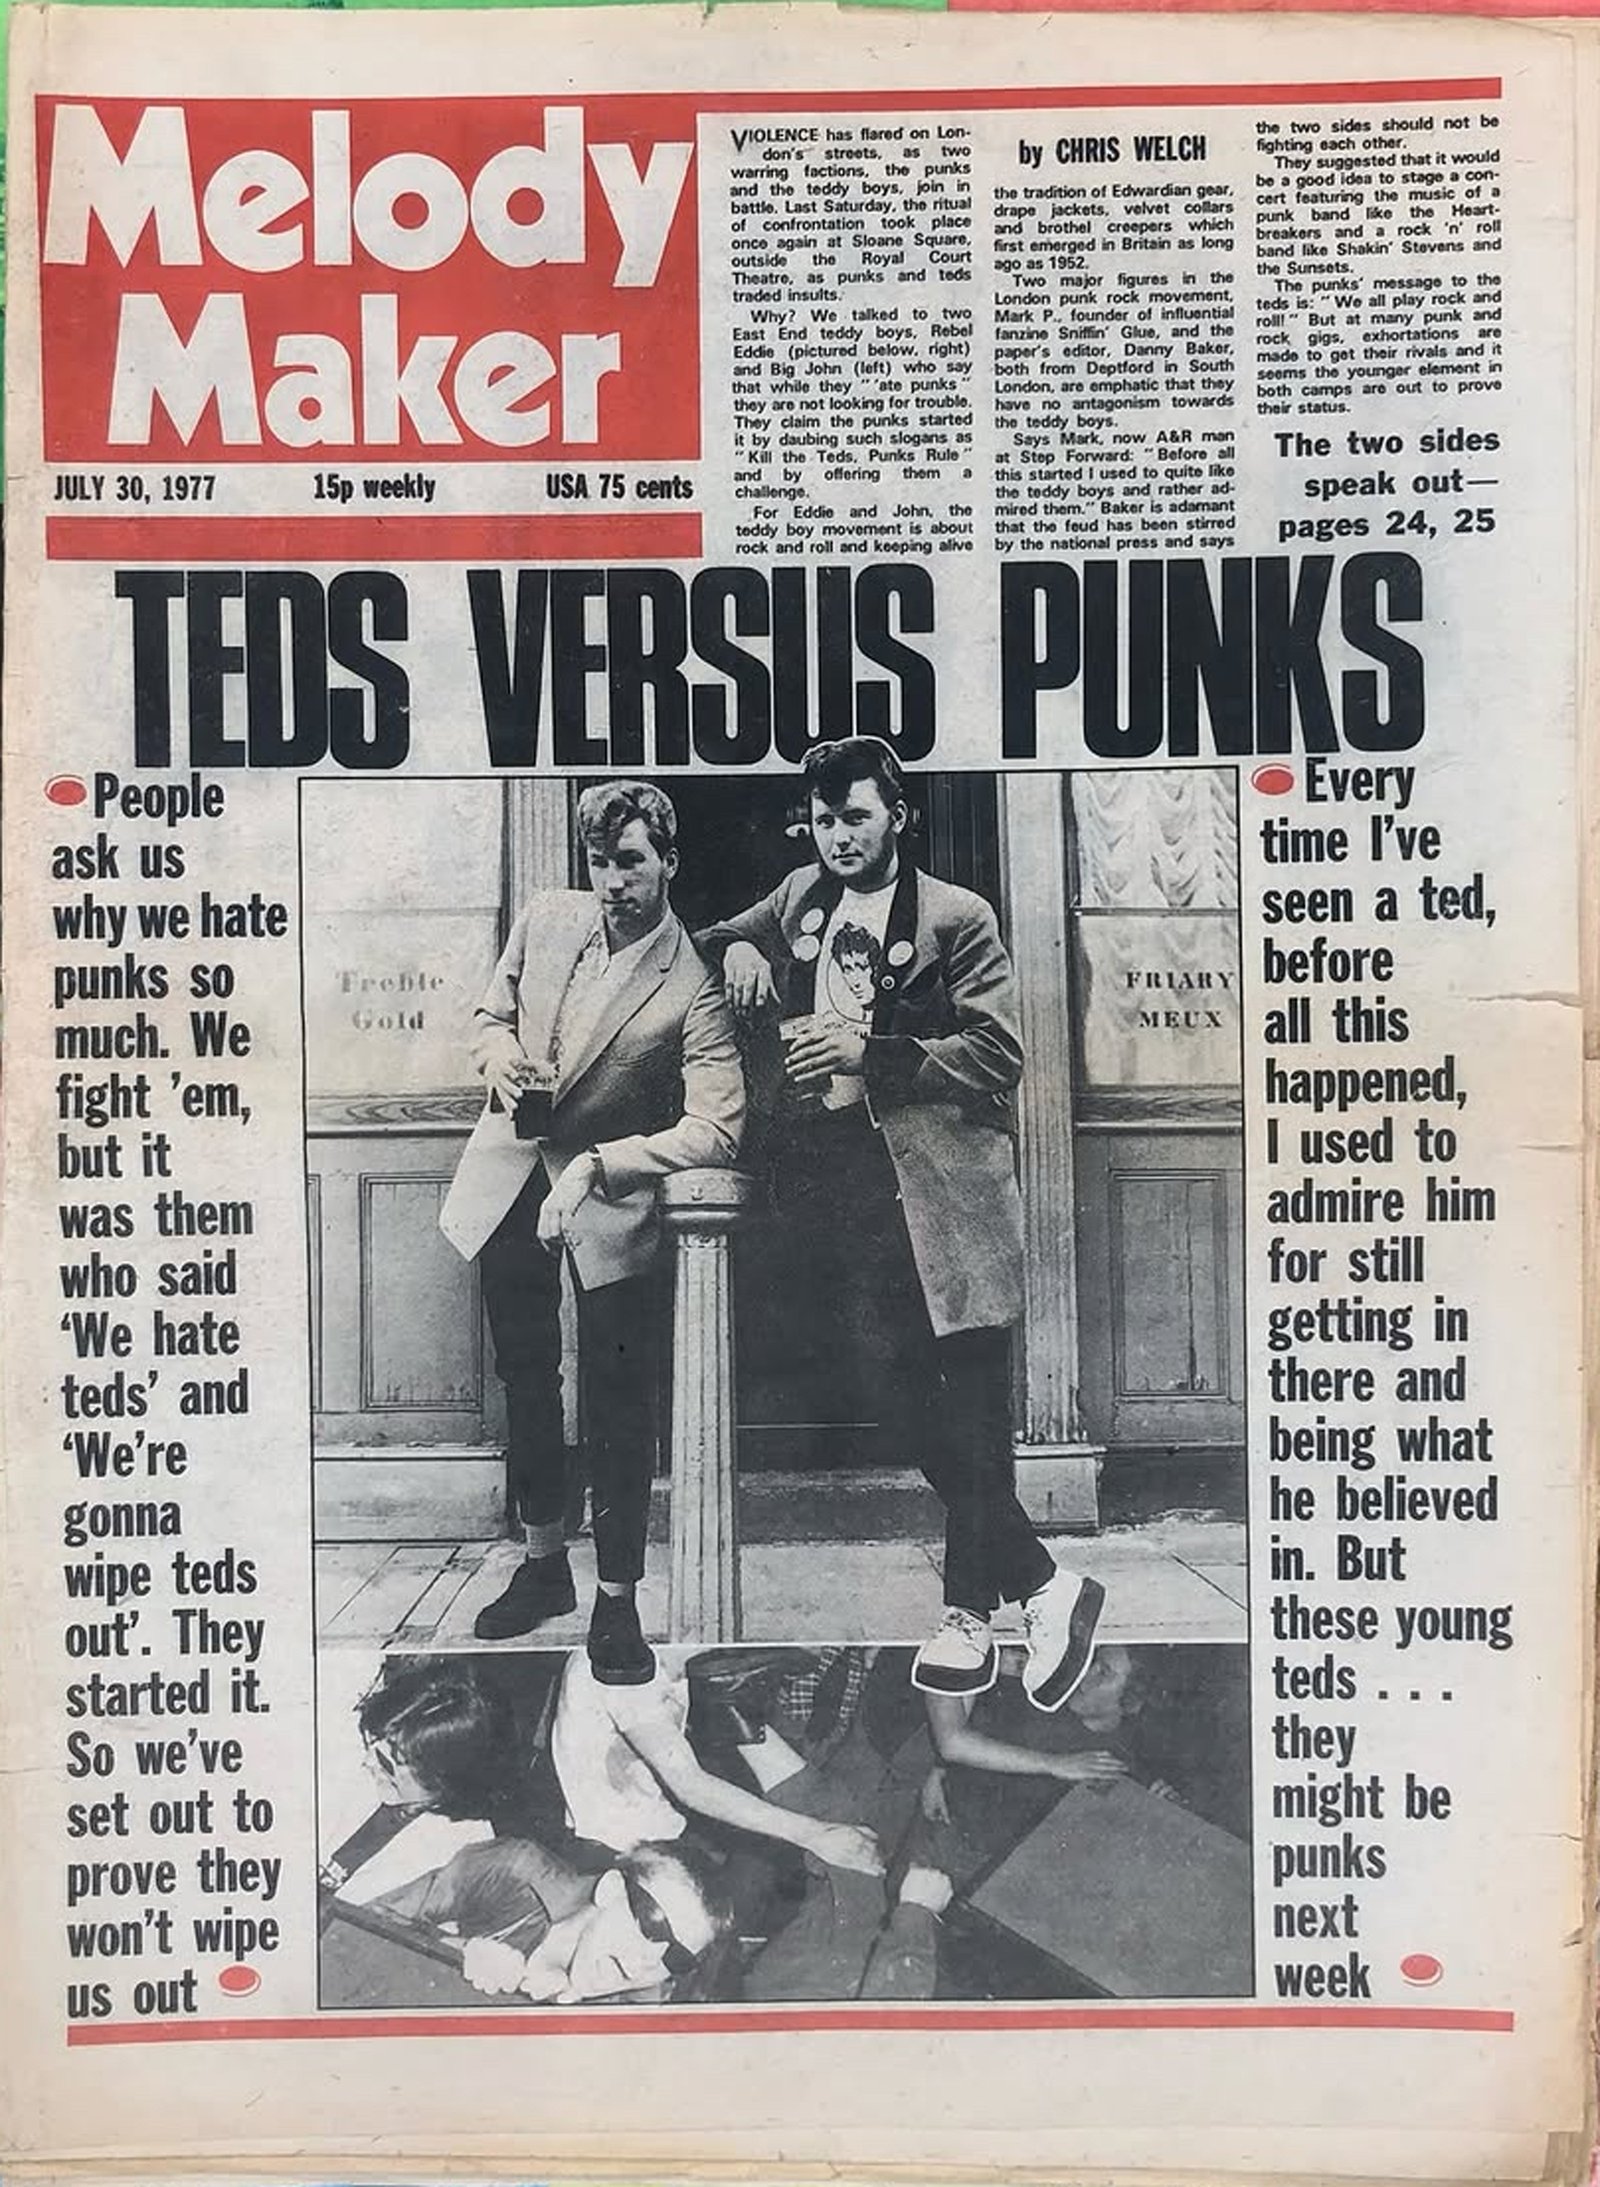 Melody
Maker
JULY 30, 1977 15p weekly USA 75 cents
VIOLENCE has flared on Lon-
don's streets, as two
warring factions, the punks
and the teddy boys, join in
battle. Last Saturday, the ritual
of confrontation took place
once again at Sloane Square,
outside the Royal Court
Theatre, as punks and teds
traded insults.
Why? We talked to two
East End teddy boys, Rebel
Eddie (pictured below, right)
and Big John (left) who say
that while they "'ate punks"
they are not looking for trouble.
They claim the punks started
it by daubing such slogans as
"Kill the Teds, Punks Rule"
and by offering them a
challenge.
For Eddie and John, the
teddy boy movement is about
rock and roll and keeping alive
by CHRIS WELCH
the tradition of Edwardian gear,
drape jackets, velvet collars
and brothel creepers which
first emerged in Britain as long
ago as 1952.
Two major figures in the
London punk rock movement,
Mark P., founder of influential
fanzine Sniffin' Glue, and the
paper's editor, Danny Baker,
both from Deptford in South
London, are emphatic that they
have no antagonism towards
the teddy boys.
Says Mark, now A&R man
at Step Forward: "Before all
this started I used to quite like
the teddy boys and rather ad-
mired them." Baker is adamant
that the feud has been stirred
by the national press and says
the two sides should not be
fighting each other.
They suggested that it would
be a good idea to stage a con-
cert featuring the music of a
punk band like the Heart-
breakers and a rock 'n' roll
band like Shakin' Stevens and
the Sunsets.
The punks' message to the
teds is: "We all play rock and
roll!" But at many punk and
rock gigs, exhortations are
made to get their rivals and it
seems the younger element in
both camps are out to prove
their status.
The two sides
speak out—
pages 24, 25
TEDS VERSUS PUNKS
People
ask us
why we hate
punks so
much. We
fight 'em,
but it
was them
who said
'We hate
teds' and
'We're
gonna
wipe teds
out'. They
started it.
So we've
set out to
prove they
won't wipe
us out
Treble
Gold
FRIARY
MEUX
Every
time I've
seen a ted,
before
all this
happened,
I used to
admire him
for still
getting in
there and
being what
he believed
in. But
these young
teds . . .
they
might be
punks
next
week